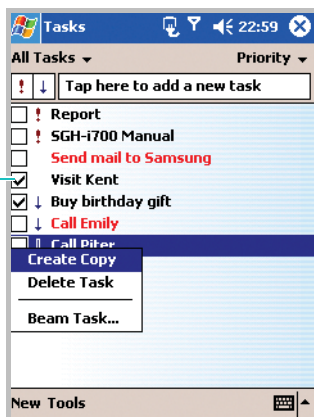 Tasks 22:59
All Tasks Priority
! ↓ Tap here to add a new task
! Report
! SGH-i700 Manual
Send mail to Samsung
Visit Kent
↓ Buy birthday gift
↓ Call Emily
Call Piter
Create Copy
Delete Task
Beam Task...
New Tools